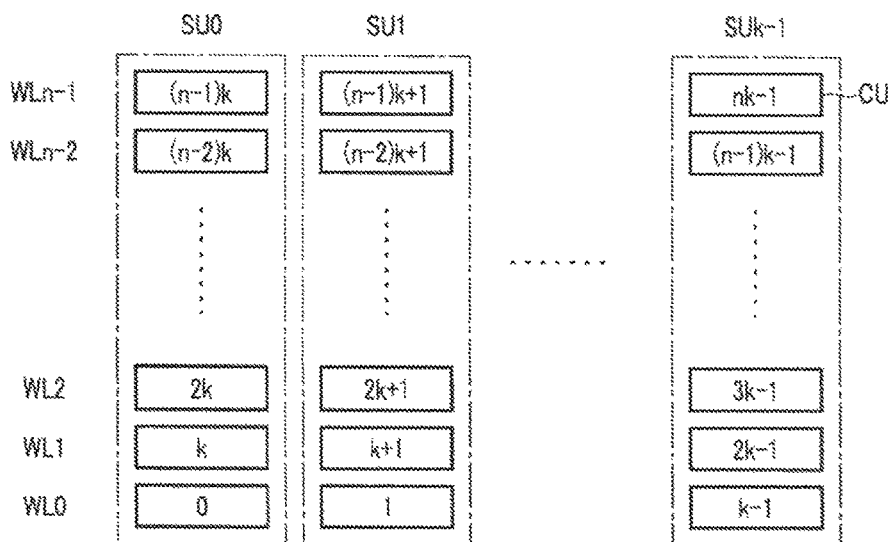 SU0 SU1 SUk-1
WLn-1 (n-1)k (n-1)k+1 nk-1 CU
WLn-2 (n-2)k (n-2)k+1 (n-1)k-1
WL2 2k 2k+1 3k-1
WL1 k k+1 2k-1
WL0 0 1 k-1